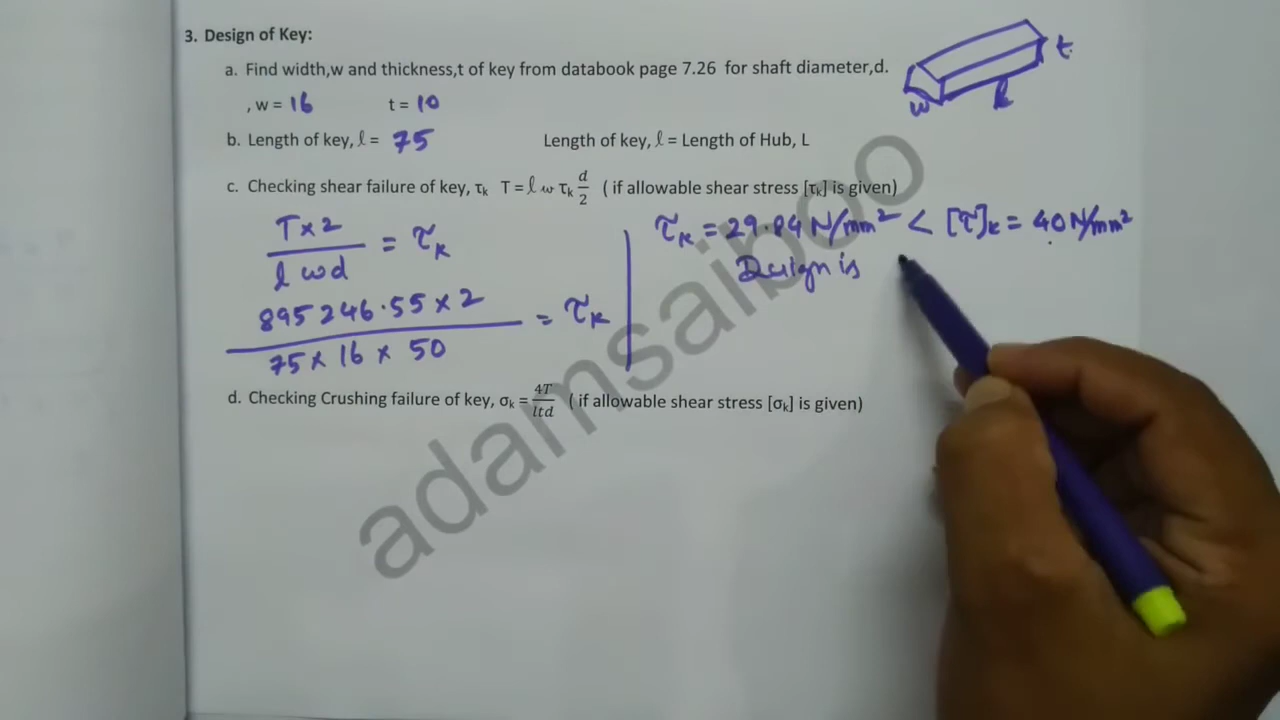 3. Design of Key:
a. Find width,w and thickness,t of key from databook page 7.26 for shaft diameter,d.
, w = 16 t = 10
w l t
b. Length of key, l = 75 Length of key, l = Length of Hub, L
c. Checking shear failure of key, τk T = l ω τk d/2 ( if allowable shear stress [τk] is given)
T×2 / l wd = τk
895246.55 × 2 / 75 × 16 × 50 = τk
τk = 29.84 N/mm² < [τ]k = 40 N/mm²
Design is
d. Checking Crushing failure of key, σk = 4T/ltd ( if allowable shear stress [σk] is given)
adamsaiboo